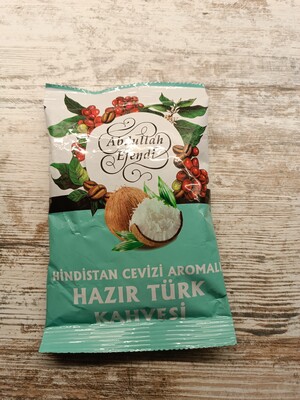 Abdullah
Efendi
HİNDİSTAN CEVİZİ AROMALI
HAZIR TÜRK
KAHVESİ